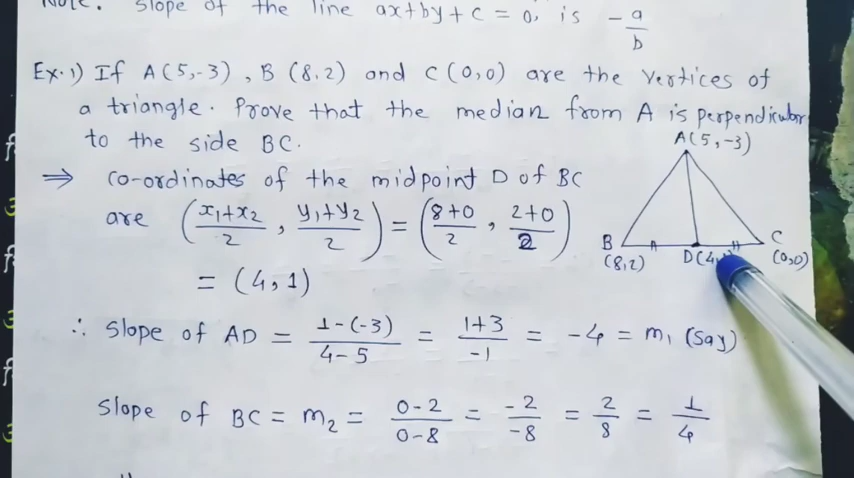 Note. Slope of the line ax+by+c = 0, is -a/b
Ex.1) If A(5,-3), B(8,2) and C(0,0) are the vertices of
a triangle. Prove that the median from A is perpendicular
to the side BC.
A(5,-3)
⇒ Co-ordinates of the midpoint D of BC
are ((x₁+x₂)/2, (y₁+y₂)/2) = ((8+0)/2, (2+0)/2)
B C
(8,2) D(4, (0,0)
= (4,1)
∴ Slope of AD = (1-(-3))/(4-5) = (1+3)/-1 = -4 = m₁ (Say)
Slope of BC = m₂ = (0-2)/(0-8) = -2/-8 = 2/8 = 1/4